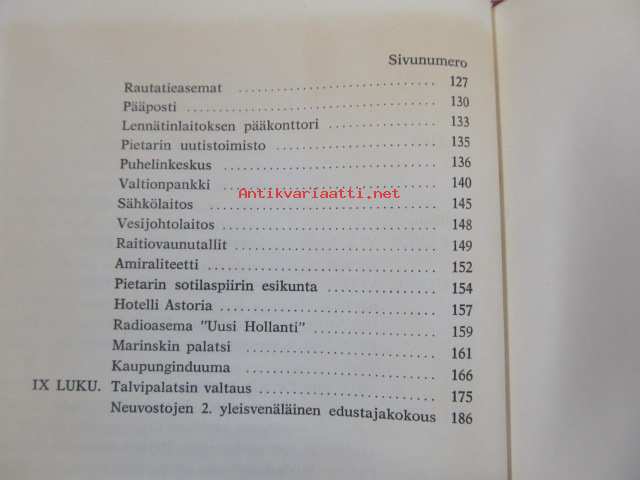 Sivunumero
Rautatieasemat .......................... 127
Pääposti .......................... 130
Lennätinlaitoksen pääkonttori .......................... 133
Pietarin uutistoimisto .......................... 135
Puhelinkeskus .......................... 136
Valtionpankki .......................... 140
Antikvariaatti.net
Sähkölaitos .......................... 145
Vesijohtolaitos .......................... 148
Raitiovaunutallit .......................... 149
Amiraliteetti .......................... 152
Pietarin sotilaspiirin esikunta .......................... 154
Hotelli Astoria .......................... 157
Radioasema "Uusi Hollanti" .......................... 159
Marinskin palatsi .......................... 161
Kaupunginduuma .......................... 166
IX LUKU. Talvipalatsin valtaus .......................... 175
Neuvostojen 2. yleisvenäläinen edustajakokous 186